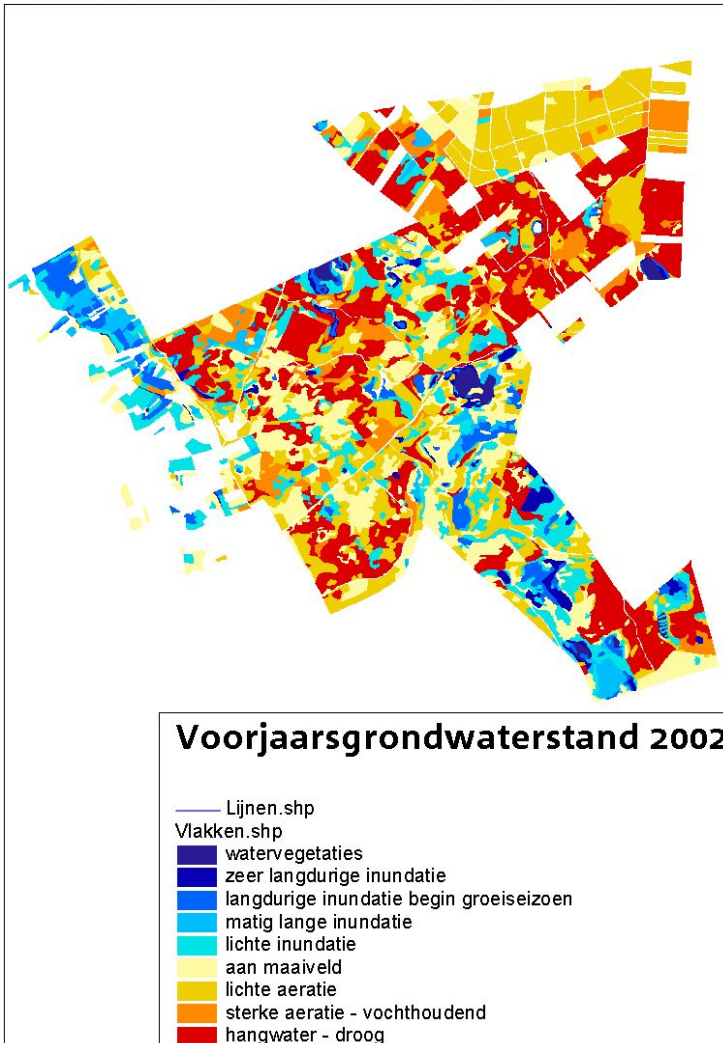 Voorjaarsgrondwaterstand 2002
Lijnen.shp
Vlakken.shp
watervegetaties
zeer langdurige inundatie
langdurige inundatie begin groeiseizoen
matig lange inundatie
lichte inundatie
aan maaiveld
lichte aeratie
sterke aeratie - vochthoudend
hangwater - droog